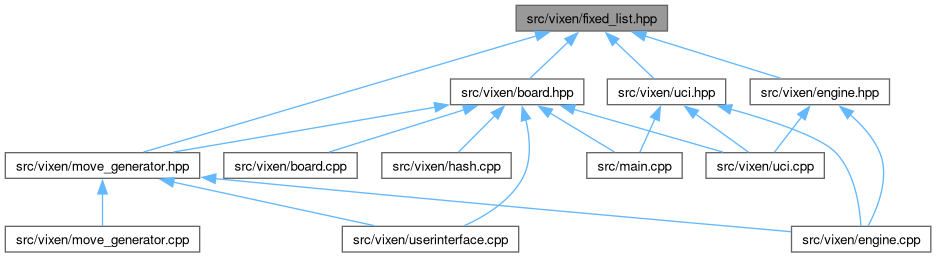 src/vixen/fixed_list.hpp
src/vixen/board.hpp
src/vixen/uci.hpp
src/vixen/engine.hpp
src/vixen/move_generator.hpp
src/vixen/board.cpp
src/vixen/hash.cpp
src/main.cpp
src/vixen/uci.cpp
src/vixen/move_generator.cpp
src/vixen/userinterface.cpp
src/vixen/engine.cpp